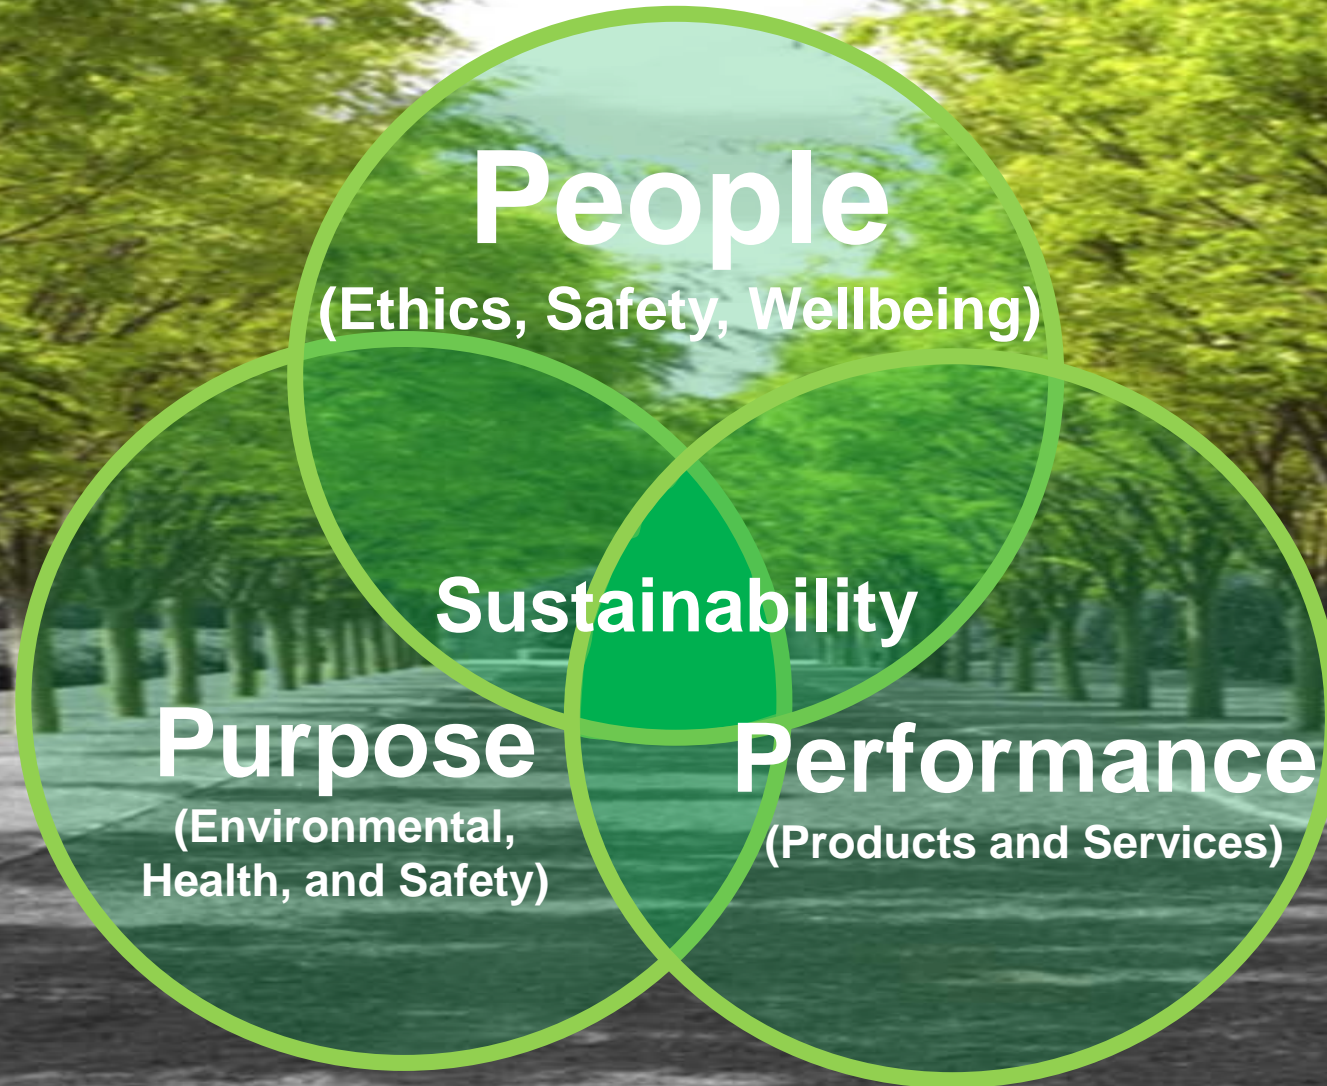 People
(Ethics, Safety, Wellbeing)
Sustainability
Purpose
(Environmental,
Health, and Safety)
Performance
(Products and Services)